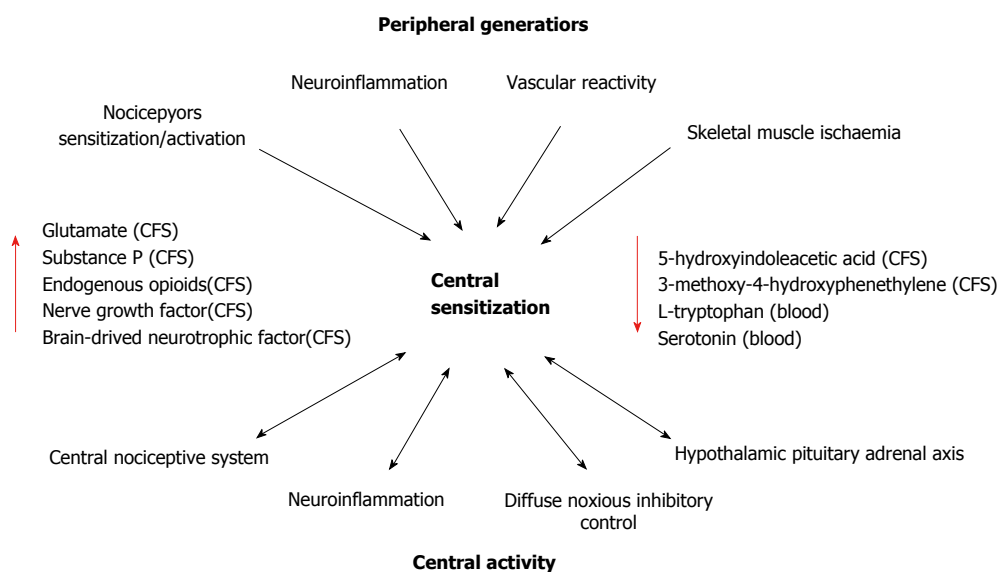 Peripheral generatiors
Neuroinflammation
Vascular reactivity
Nocicepyors
sensitization/activation
Skeletal muscle ischaemia
Glutamate (CFS)
Substance P (CFS)
Endogenous opioids(CFS)
Nerve growth factor(CFS)
Brain-drived neurotrophic factor(CFS)
Central
sensitization
5-hydroxyindoleacetic acid (CFS)
3-methoxy-4-hydroxyphenethylene (CFS)
L-tryptophan (blood)
Serotonin (blood)
Central nociceptive system
Neuroinflammation
Diffuse noxious inhibitory
control
Hypothalamic pituitary adrenal axis
Central activity